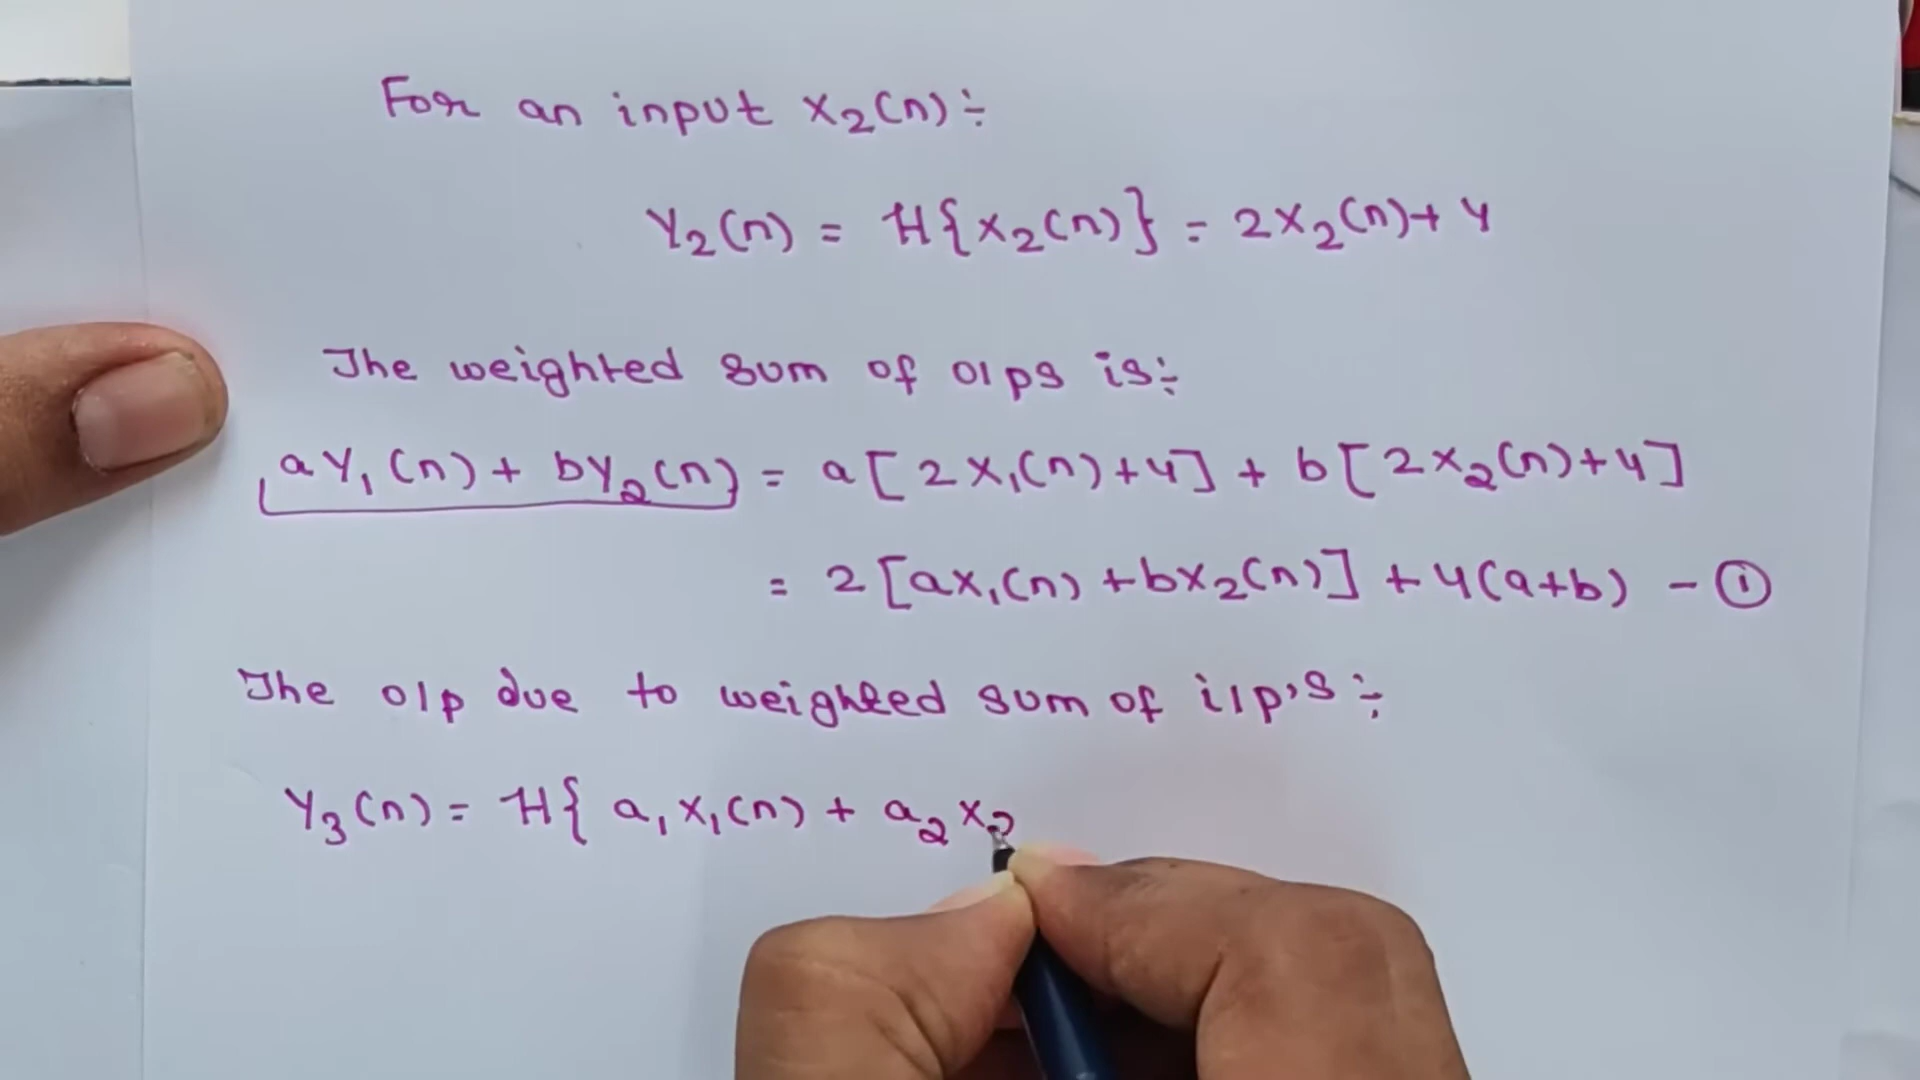 For an input x₂(n) ÷
Y₂(n) = H{x₂(n)} = 2x₂(n) + 4
The weighted sum of o/ps is ÷
aY₁(n) + bY₂(n) = a[2x₁(n)+4] + b[2x₂(n)+4]
= 2[ax₁(n) + bx₂(n)] + 4(a+b) - ①
The o/p due to weighted sum of i/p's ÷
Y₃(n) = H{ a₁x₁(n) + a₂x₂